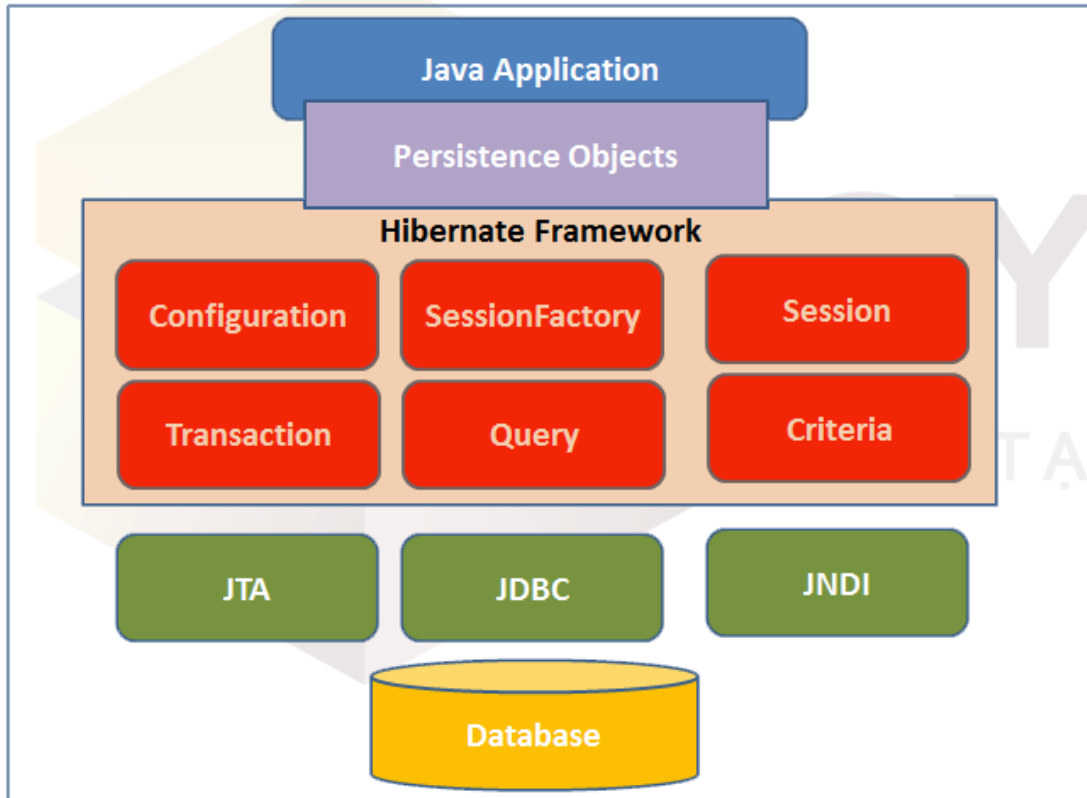 Java Application
Persistence Objects
Hibernate Framework
Configuration
SessionFactory
Session
Transaction
Query
Criteria
JTA
JDBC
JNDI
Database